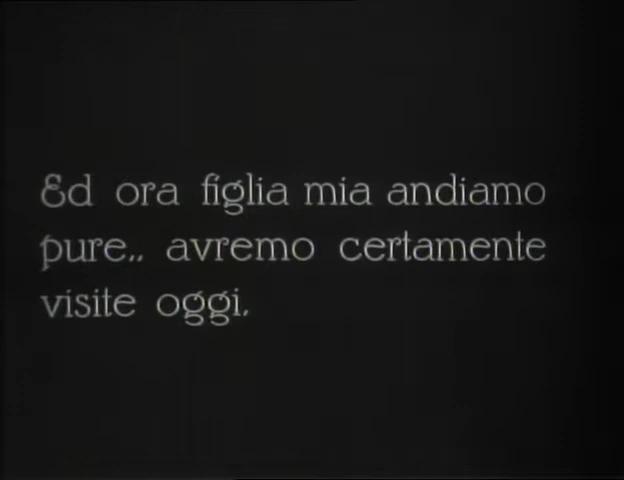 Ed ora figlia mia andiamo
pure.. avremo certamente
visite oggi.